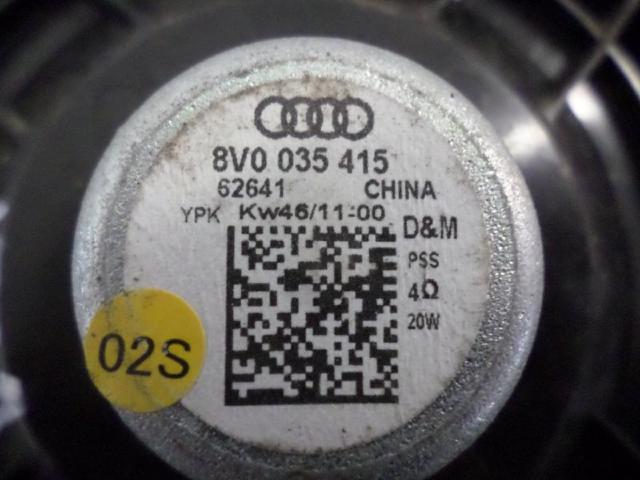 8V0 035 415
62641 CHINA
YPK Kw46/11-00
D&M
PSS
4Ω
20W
02S